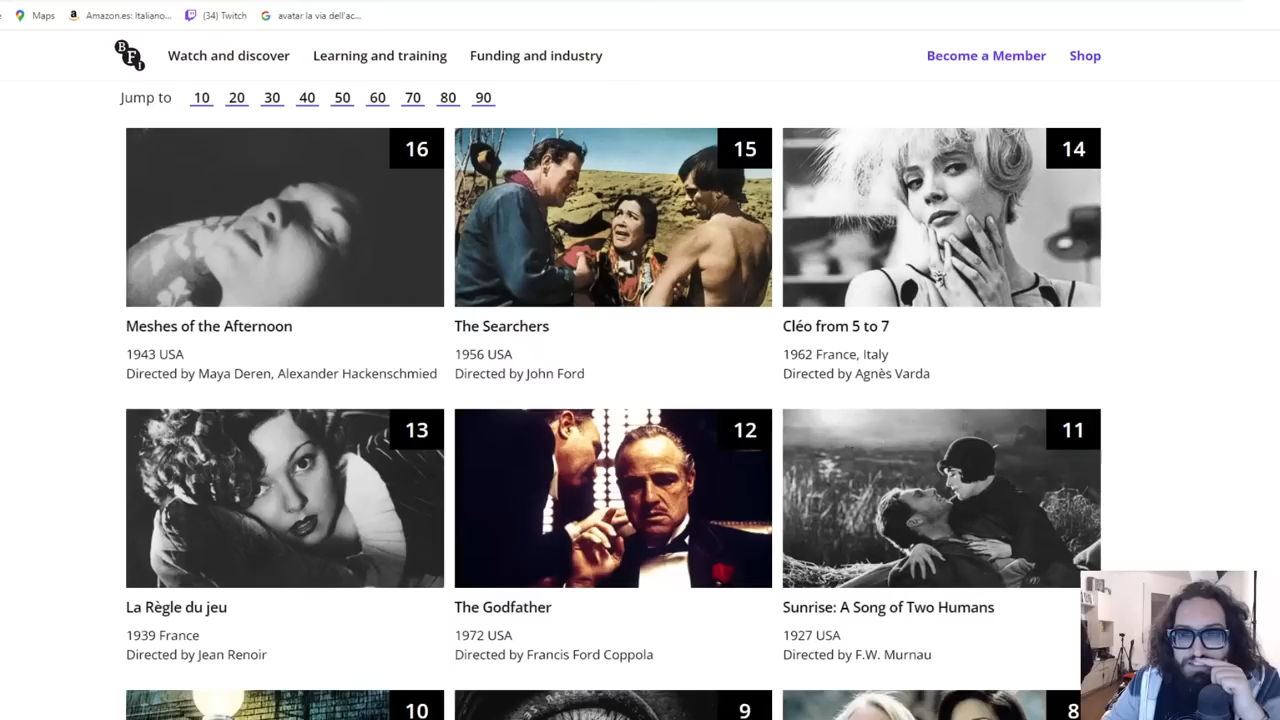 Maps
Amazon.es: Italiano...
(34) Twitch
avatar la via dell'ac...
BFI
Watch and discover
Learning and training
Funding and industry
Become a Member
Shop
Jump to 10 20 30 40 50 60 70 80 90
16
15
14
Meshes of the Afternoon
1943 USA
Directed by Maya Deren, Alexander Hackenschmied
The Searchers
1956 USA
Directed by John Ford
Cléo from 5 to 7
1962 France, Italy
Directed by Agnès Varda
13
12
11
La Règle du jeu
1939 France
Directed by Jean Renoir
The Godfather
1972 USA
Directed by Francis Ford Coppola
Sunrise: A Song of Two Humans
1927 USA
Directed by F.W. Murnau
10
9
8